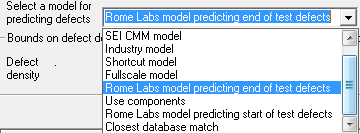 Select a model for
predicting defects
Rome Labs model predicting end of test defects
Bounds on defect d
SEI CMM model
Industry model
Shortcut model
Fullscale model
Rome Labs model predicting end of test defects
Use components
Rome Labs model predicting start of test defects
Closest database match
Defect .
density